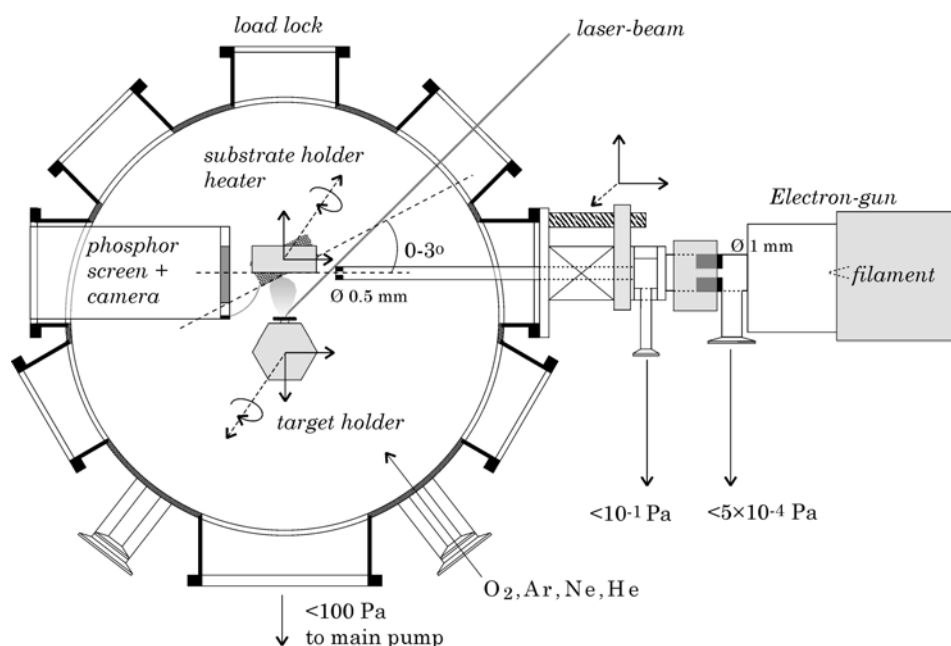 load lock
laser-beam
substrate holder
heater
Electron-gun
phosphor
screen +
camera
0-3o
Ø 1 mm
filament
Ø 0.5 mm
target holder
<10-1 Pa
<5×10-4 Pa
O2,Ar,Ne,He
<100 Pa
to main pump